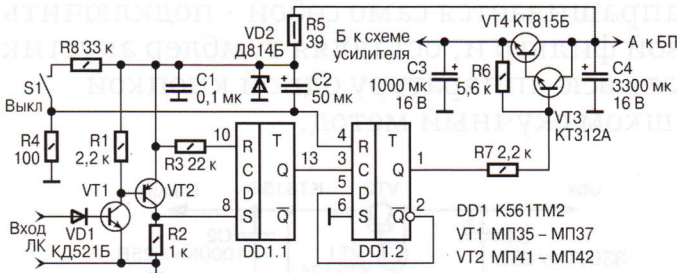 R8 33 к
VD2
Д814Б
R5
39
Б к схеме
усилителя
VT4 КТ815Б
А к БП
S1
Выкл
C1
0,1 мк
C2
50 мк
C3
1000 мк
16 В
R6
5,6 к
C4
3300 мк
16 В
VT3
КТ312А
R4
100
R1
2,2 к
R3 22 к
10
R
T
C
D
S
Q
Q
13
8
4
3
5
6
R
T
C
D
S
Q
Q
1
2
R7 2,2 к
VT1
VT2
Вход
ЛК
VD1
КД521Б
R2
1 к
DD1.1
DD1.2
DD1 К561ТМ2
VT1 МП35 – МП37
VT2 МП41 – МП42